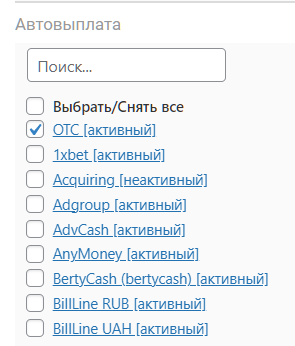 Автовыплата
Поиск...
Выбрать/Снять все
OTC [активный]
1xbet [активный]
Acquiring [неактивный]
Adgroup [активный]
AdvCash [активный]
AnyMoney [активный]
BertyCash (bertycash) [активный]
BillLine RUB [активный]
BillLine UAH [активный]